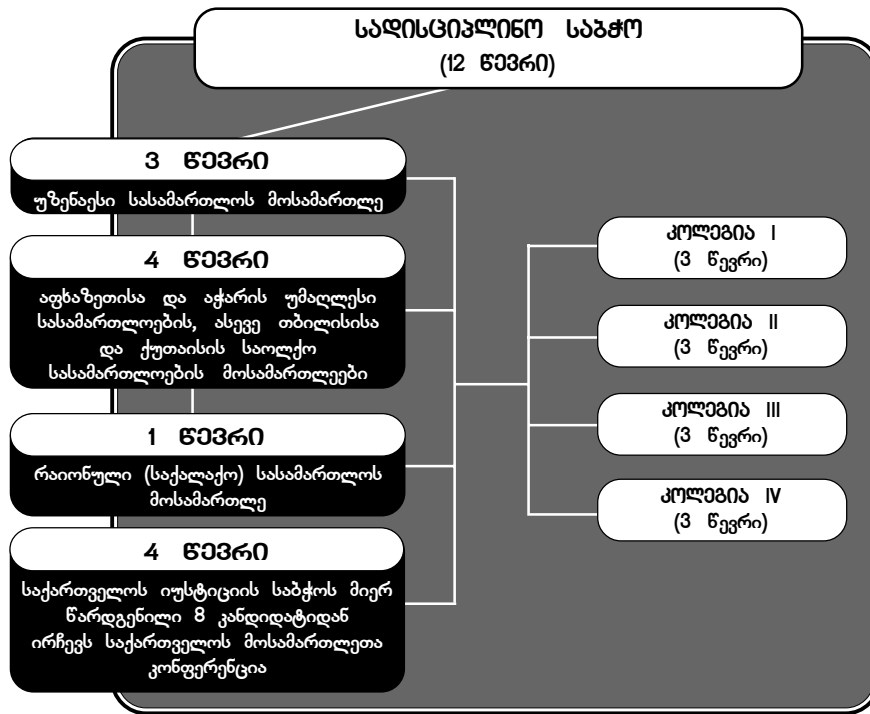 სადისციპლინო საბჭო
(12 წევრი)
3 წევრი
უზენაესი სასამართლოს მოსამართლე
4 წევრი
აფხაზეთისა და აჭარის უმაღლესი
სასამართლოების, ასევე თბილისისა
და ქუთაისის საოლქო
სასამართლოების მოსამართლეები
1 წევრი
რაიონული (საქალაქო) სასამართლოს
მოსამართლე
4 წევრი
საქართველოს იუსტიციის საბჭოს მიერ
წარდგენილი 8 კანდიდატიდან
ირჩევს საქართველოს მოსამართლეთა
კონფერენცია
კოლეგია I
(3 წევრი)
კოლეგია II
(3 წევრი)
კოლეგია III
(3 წევრი)
კოლეგია IV
(3 წევრი)